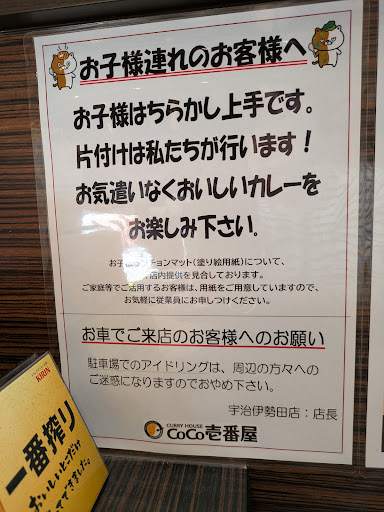 お子様連れのお客様へ
お子様はちらかし上手です。
片付けは私たちが行います！
お気遣いなくおいしいカレーを
お楽しみ下さい。
お子様ランチョンマット(塗り絵用紙)について、
店内提供を見合しております。
ご家庭等でご活用するお客様は、用紙をご用意していますので、
お気軽に従業員にお申しつけください。
お車でご来店のお客様へのお願い
駐車場でのアイドリングは、周辺の方々への
ご迷惑になりますのでおやめ下さい。
宇治伊勢田店：店長
CURRY HOUSE
CoCo壱番屋
KIRIN
一番搾り
おいしいとこだけ